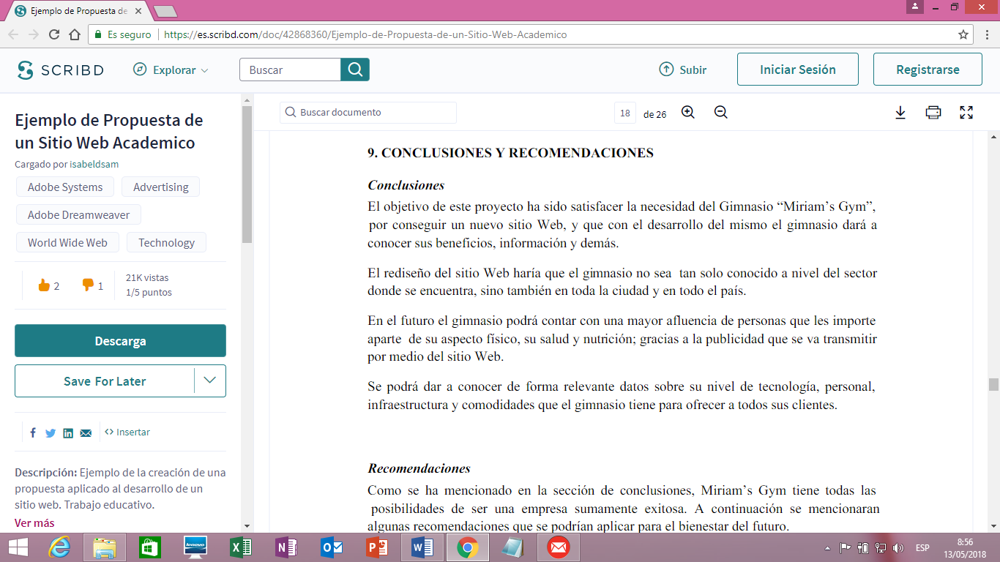 Ejemplo de Propuesta de
Es seguro
https://es.scribd.com/doc/42868360/Ejemplo-de-Propuesta-de-un-Sitio-Web-Academico
SCRIBD
Explorar
Buscar
Subir
Iniciar Sesión
Registrarse
Ejemplo de Propuesta de
un Sitio Web Academico
Cargado por isabeldsam
Adobe Systems
Advertising
Adobe Dreamweaver
World Wide Web
Technology
2
1
21K vistas
1/5 puntos
Descarga
Save For Later
Insertar
Descripción: Ejemplo de la creación de una
propuesta aplicado al desarrollo de un
sitio web. Trabajo educativo.
Ver más
Buscar documento
18 de 26
9. CONCLUSIONES Y RECOMENDACIONES
Conclusiones
El objetivo de este proyecto ha sido satisfacer la necesidad del Gimnasio “Miriam’s Gym”,
por conseguir un nuevo sitio Web, y que con el desarrollo del mismo el gimnasio dará a
conocer sus beneficios, información y demás.
El rediseño del sitio Web haría que el gimnasio no sea tan solo conocido a nivel del sector
donde se encuentra, sino también en toda la ciudad y en todo el país.
En el futuro el gimnasio podrá contar con una mayor afluencia de personas que les importe
aparte de su aspecto físico, su salud y nutrición; gracias a la publicidad que se va transmitir
por medio del sitio Web.
Se podrá dar a conocer de forma relevante datos sobre su nivel de tecnología, personal,
infraestructura y comodidades que el gimnasio tiene para ofrecer a todos sus clientes.
Recomendaciones
Como se ha mencionado en la sección de conclusiones, Miriam’s Gym tiene todas las
posibilidades de ser una empresa sumamente exitosa. A continuación se mencionaran
algunas recomendaciones que se podrían aplicar para el bienestar del futuro.
lenovo
ESP
8:56
13/05/2018